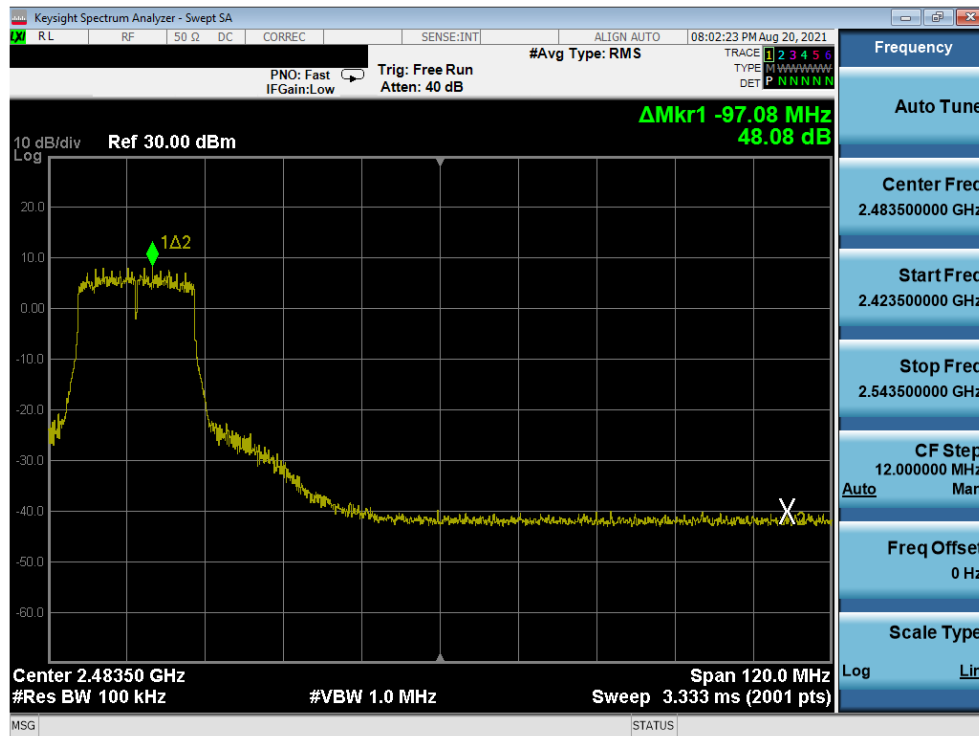 Keysight Spectrum Analyzer - Swept SA
LXI RL RF 50 Ω DC CORREC SENSE:INT ALIGN AUTO 08:02:23 PM Aug 20, 2021
#Avg Type: RMS
TRACE 1 2 3 4 5 6
PNO: Fast Trig: Free Run
TYPE M WWWWW
IFGain:Low Atten: 40 dB
DET P N N N N N
ΔMkr1 -97.08 MHz
48.08 dB
10 dB/div Ref 30.00 dBm
Log
20.0
1Δ2
10.0
0.00
-10.0
-20.0
-30.0
-40.0
X2
-50.0
-60.0
Center 2.48350 GHz Span 120.0 MHz
#Res BW 100 kHz #VBW 1.0 MHz Sweep 3.333 ms (2001 pts)
MSG STATUS
Frequency
Auto Tune
Center Freq
2.483500000 GHz
Start Freq
2.423500000 GHz
Stop Freq
2.543500000 GHz
CF Step
12.000000 MHz
Auto Man
Freq Offset
0 Hz
Scale Type
Log Lin